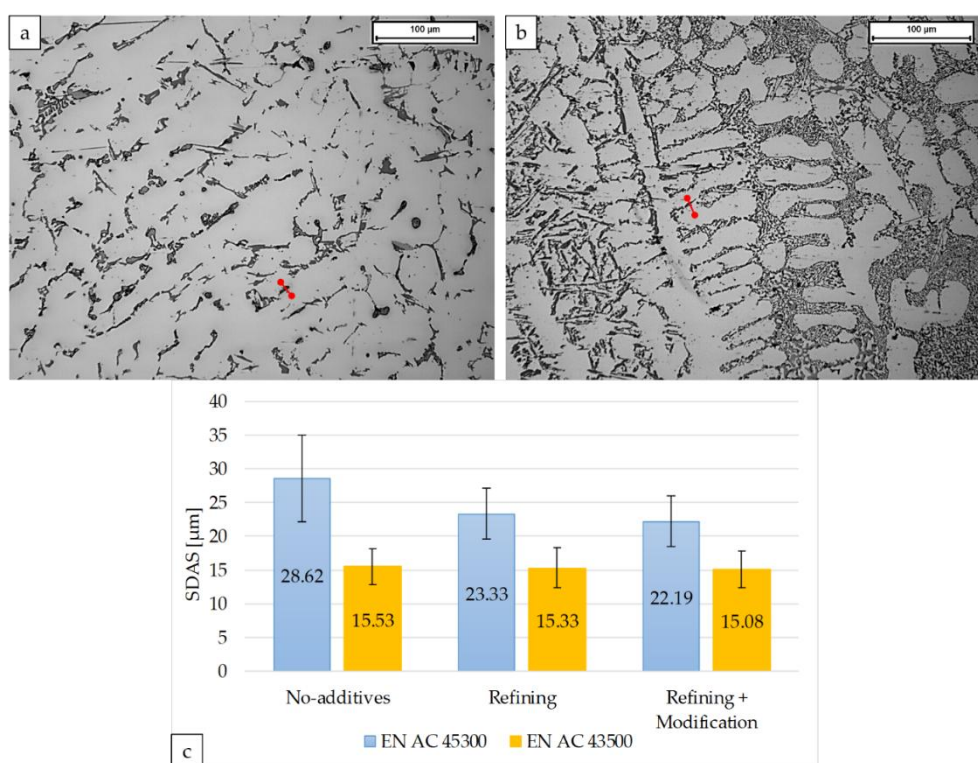 a
100 µm
b
100 µm
SDAS [µm]
40
35
30
25
20
15
10
5
0
28.62
15.53
23.33
15.33
22.19
15.08
No-additives
Refining
Refining +
Modification
EN AC 45300
EN AC 43500
c